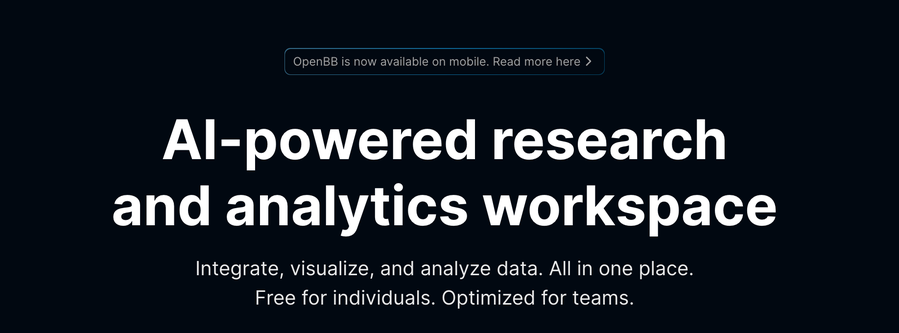 OpenBB is now available on mobile. Read more here
AI-powered research
and analytics workspace
Integrate, visualize, and analyze data. All in one place.
Free for individuals. Optimized for teams.